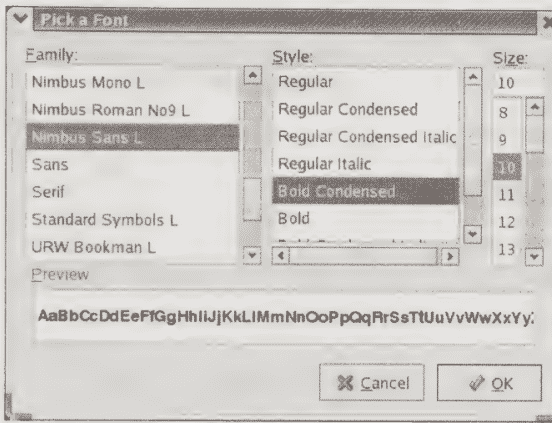 Pick a Font
Family:
Nimbus Mono L
Nimbus Roman No9 L
Nimbus Sans L
Sans
Serif
Standard Symbols L
URW Bookman L
Style:
Regular
Regular Condensed
Regular Condensed Italic
Regular Italic
Bold Condensed
Bold
Size:
10
8
9
10
11
12
13
Preview
AaBbCcDdEeFfGgHhIiJjKkLlMmNnOoPpQqRrSsTtUuVvWwXxYy
Cancel
OK